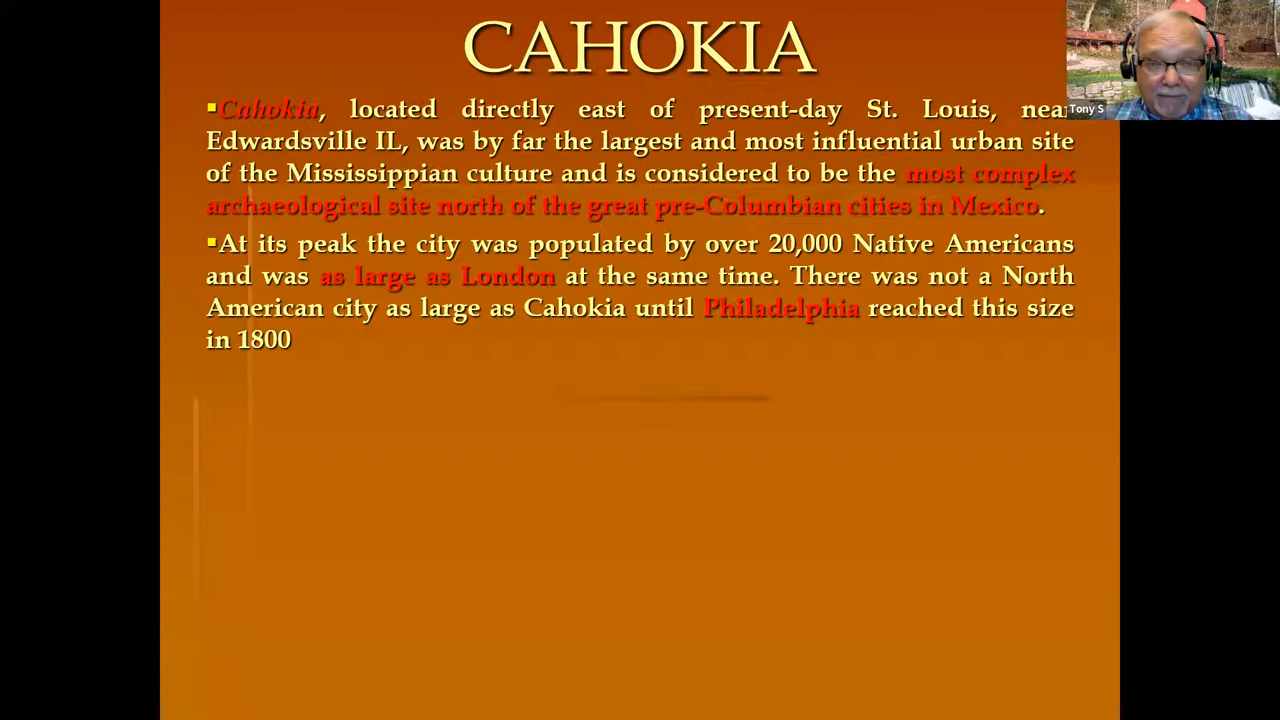 CAHOKIA
▪Cahokia, located directly east of present-day St. Louis, near
Edwardsville IL, was by far the largest and most influential urban site
of the Mississippian culture and is considered to be the most complex
archaeological site north of the great pre-Columbian cities in Mexico.
▪At its peak the city was populated by over 20,000 Native Americans
and was as large as London at the same time. There was not a North
American city as large as Cahokia until Philadelphia reached this size
in 1800
Tony S